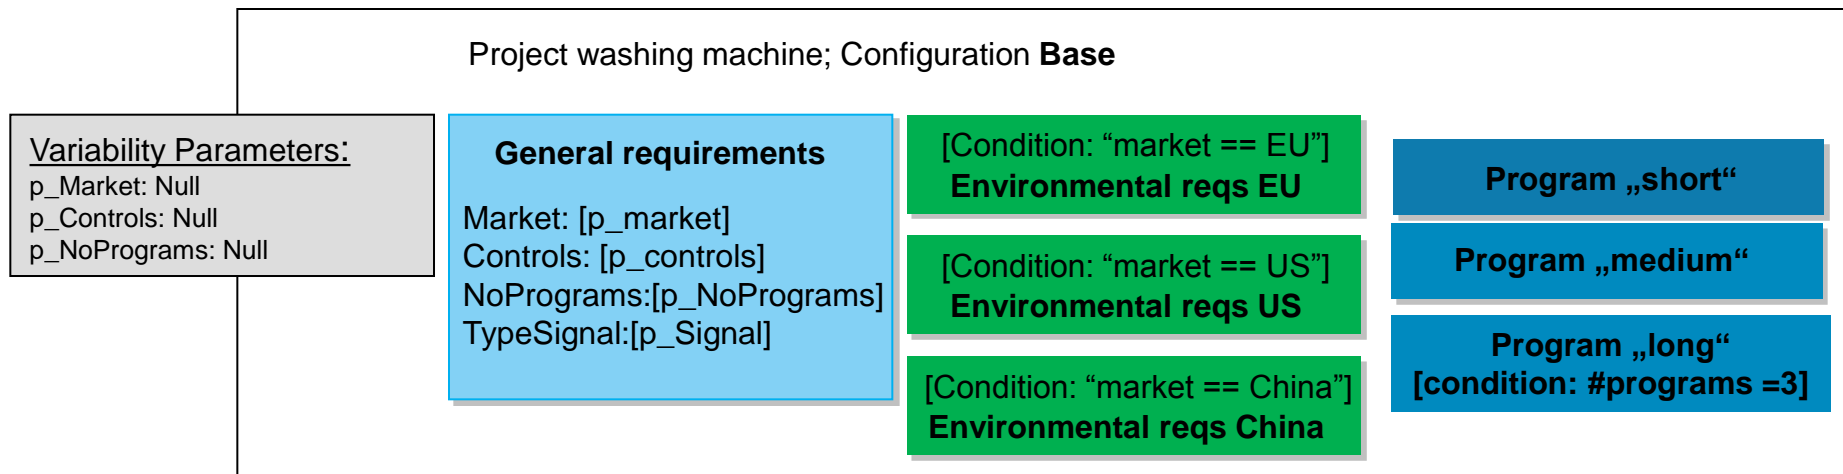 Project washing machine; Configuration Base
Variability Parameters:
p_Market: Null
p_Controls: Null
p_NoPrograms: Null
General requirements
Market: [p_market]
Controls: [p_controls]
NoPrograms:[p_NoPrograms]
TypeSignal:[p_Signal]
[Condition: “market == EU”]
Environmental reqs EU
[Condition: “market == US”]
Environmental reqs US
[Condition: “market == China”]
Environmental reqs China
Program „short“
Program „medium“
Program „long“
[condition: #programs =3]